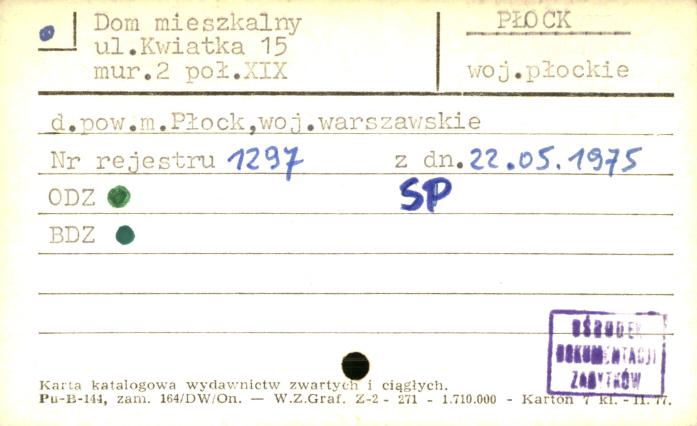 Dom mieszkalny
ul.Kwiatka 15
mur.2 poł.XIX
PŁOCK
woj.płockie
d.pow.m.Płock,woj.warszawskie
Nr rejestru 1297 z dn. 22.05.1975
ODZ SP
BDZ
OŚRODEK
DOKUMENTACJI
ZABYTKÓW
Karta katalogowa wydawnictw zwartych i ciągłych.
Pu-B-144, zam. 164/DW/On. — W.Z.Graf. Z-2 - 271 - 1.710.000 - Karton 7 kl. - II. 77.